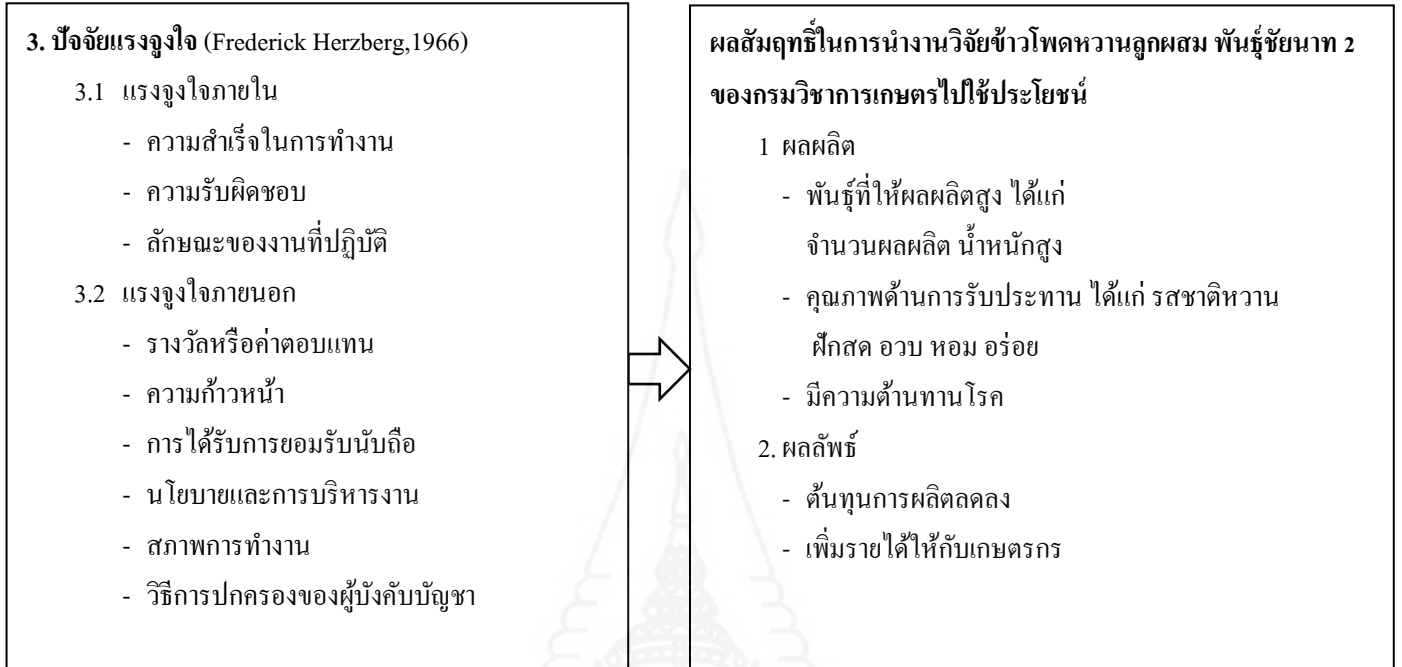 3. ปัจจัยแรงจูงใจ (Frederick Herzberg,1966)
3.1 แรงจูงใจภายใน
- ความสำเร็จในการทำงาน
- ความรับผิดชอบ
- ลักษณะของงานที่ปฏิบัติ
3.2 แรงจูงใจภายนอก
- รางวัลหรือค่าตอบแทน
- ความก้าวหน้า
- การได้รับการยอมรับนับถือ
- นโยบายและการบริหารงาน
- สภาพการทำงาน
- วิธีการปกครองของผู้บังคับบัญชา
ผลสัมฤทธิ์ในการนำงานวิจัยข้าวโพดหวานลูกผสม พันธุ์ชัยนาท 2
ของกรมวิชาการเกษตรไปใช้ประโยชน์
1 ผลผลิต
- พันธุ์ที่ให้ผลผลิตสูง ได้แก่
จำนวนผลผลิต น้ำหนักสูง
- คุณภาพด้านการรับประทาน ได้แก่ รสชาติหวาน
ฝักสด อวบ หอม อร่อย
- มีความต้านทานโรค
2. ผลลัพธ์
- ต้นทุนการผลิตลดลง
- เพิ่มรายได้ให้กับเกษตรกร